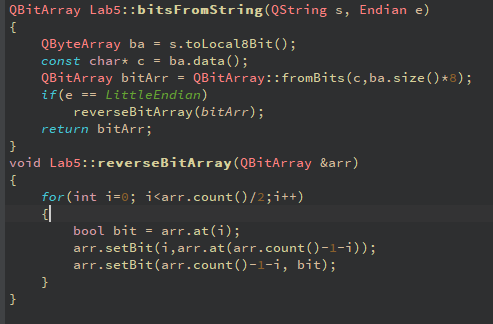 QBitArray Lab5::bitsFromString(QString s, Endian e)
{
    QByteArray ba = s.toLocal8Bit();
    const char* c = ba.data();
    QBitArray bitArr = QBitArray::fromBits(c,ba.size()*8);
    if(e == LittleEndian)
        reverseBitArray(bitArr);
    return bitArr;
}
void Lab5::reverseBitArray(QBitArray &arr)
{
    for(int i=0; i<arr.count()/2;i++)
    {
        bool bit = arr.at(i);
        arr.setBit(i,arr.at(arr.count()-1-i));
        arr.setBit(arr.count()-1-i, bit);
    }
}